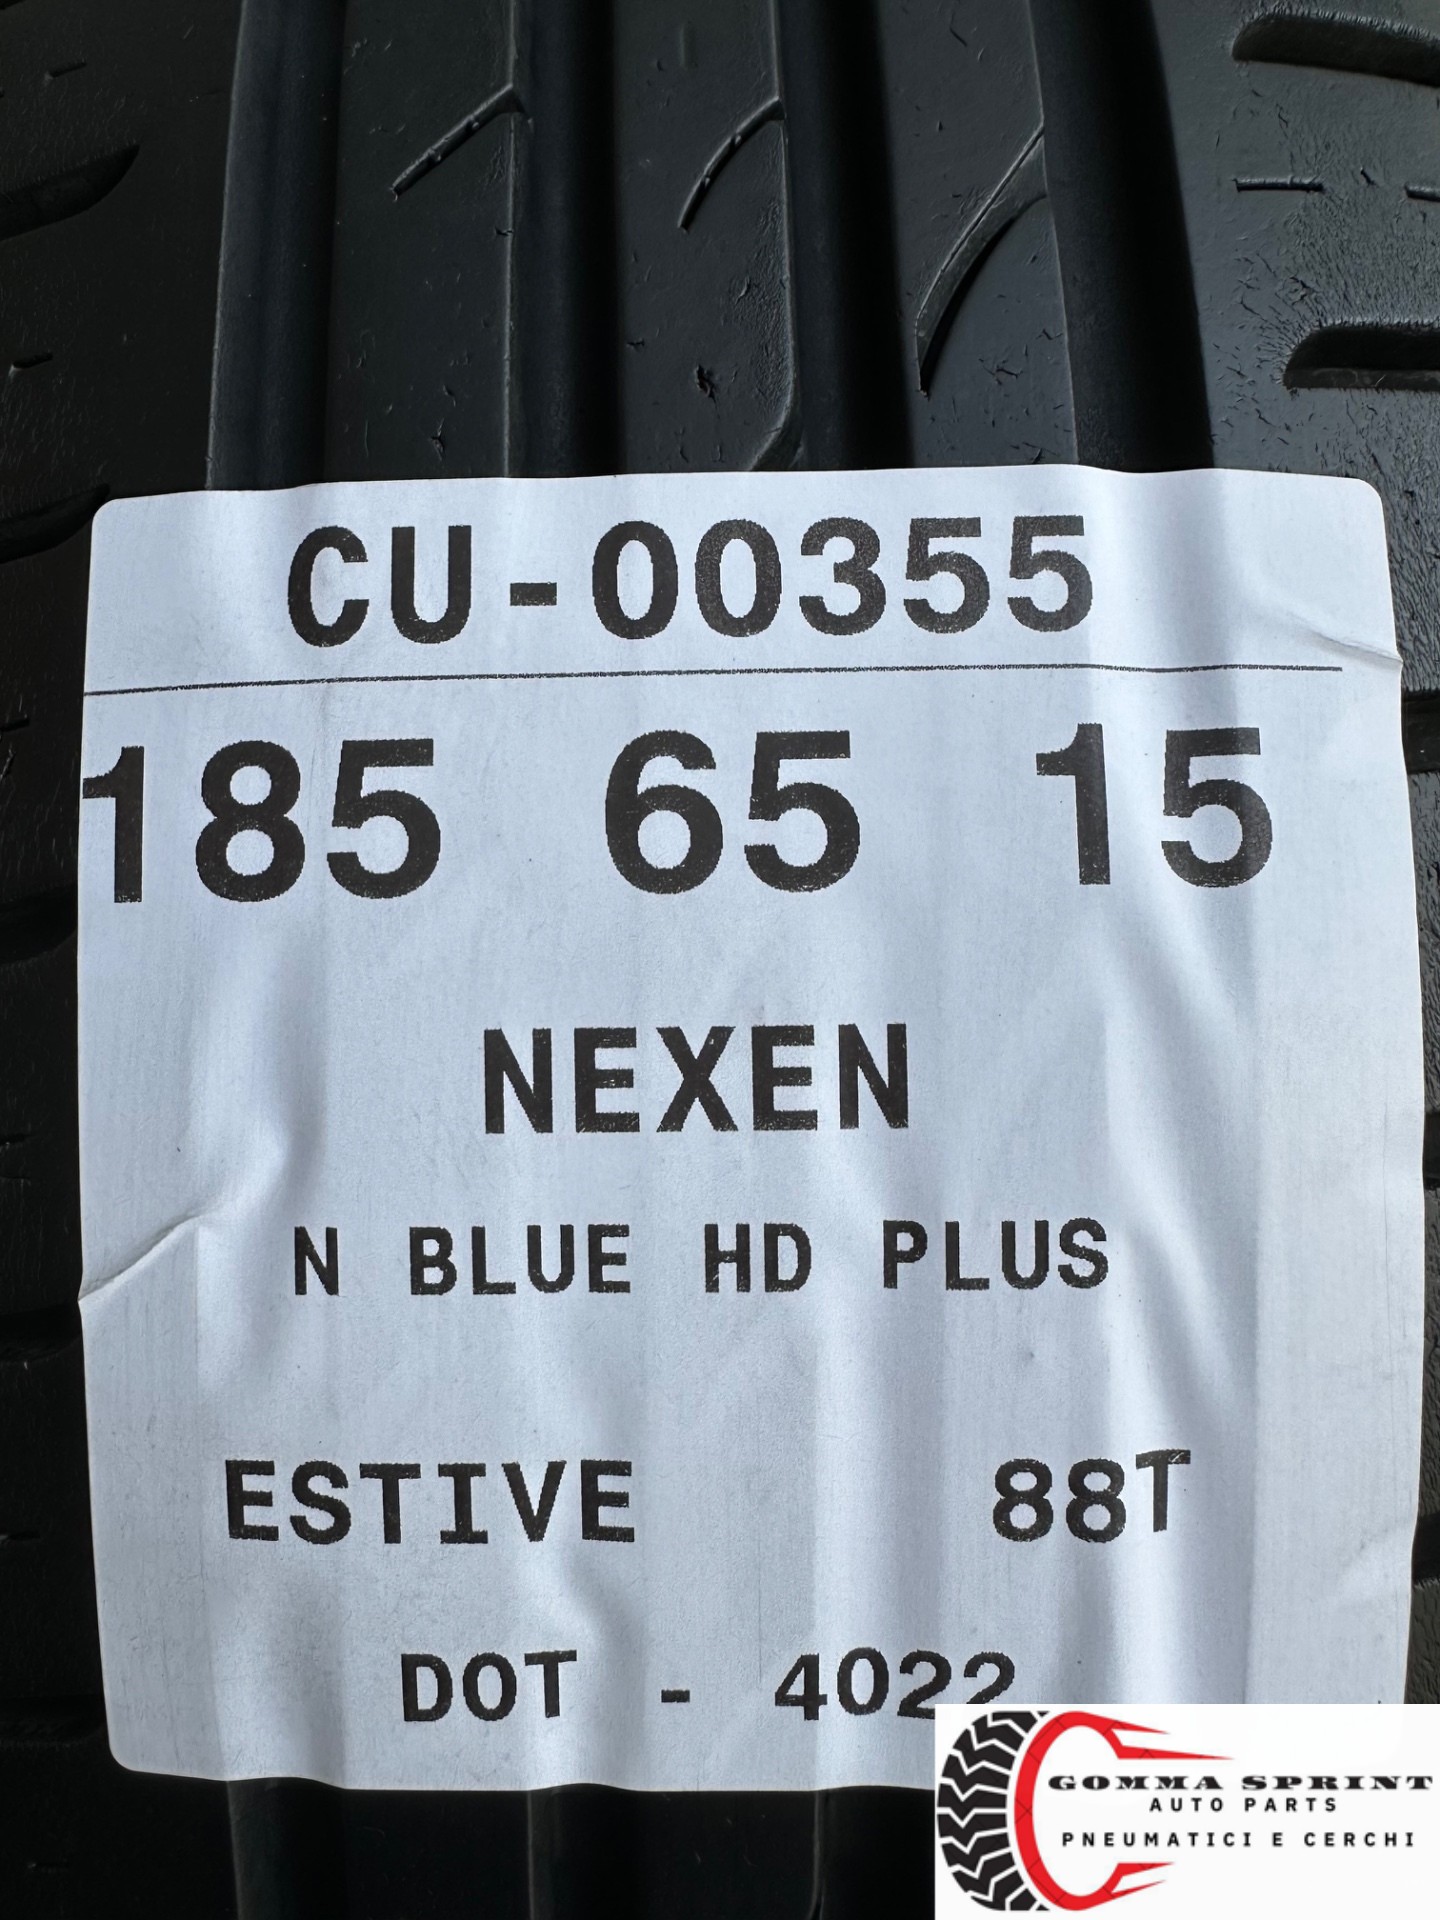 CU-00355
185 65 15
NEXEN
N BLUE HD PLUS
ESTIVE 88T
DOT - 4022
GOMMA SPRINT
AUTO PARTS
PNEUMATICI E CERCHI